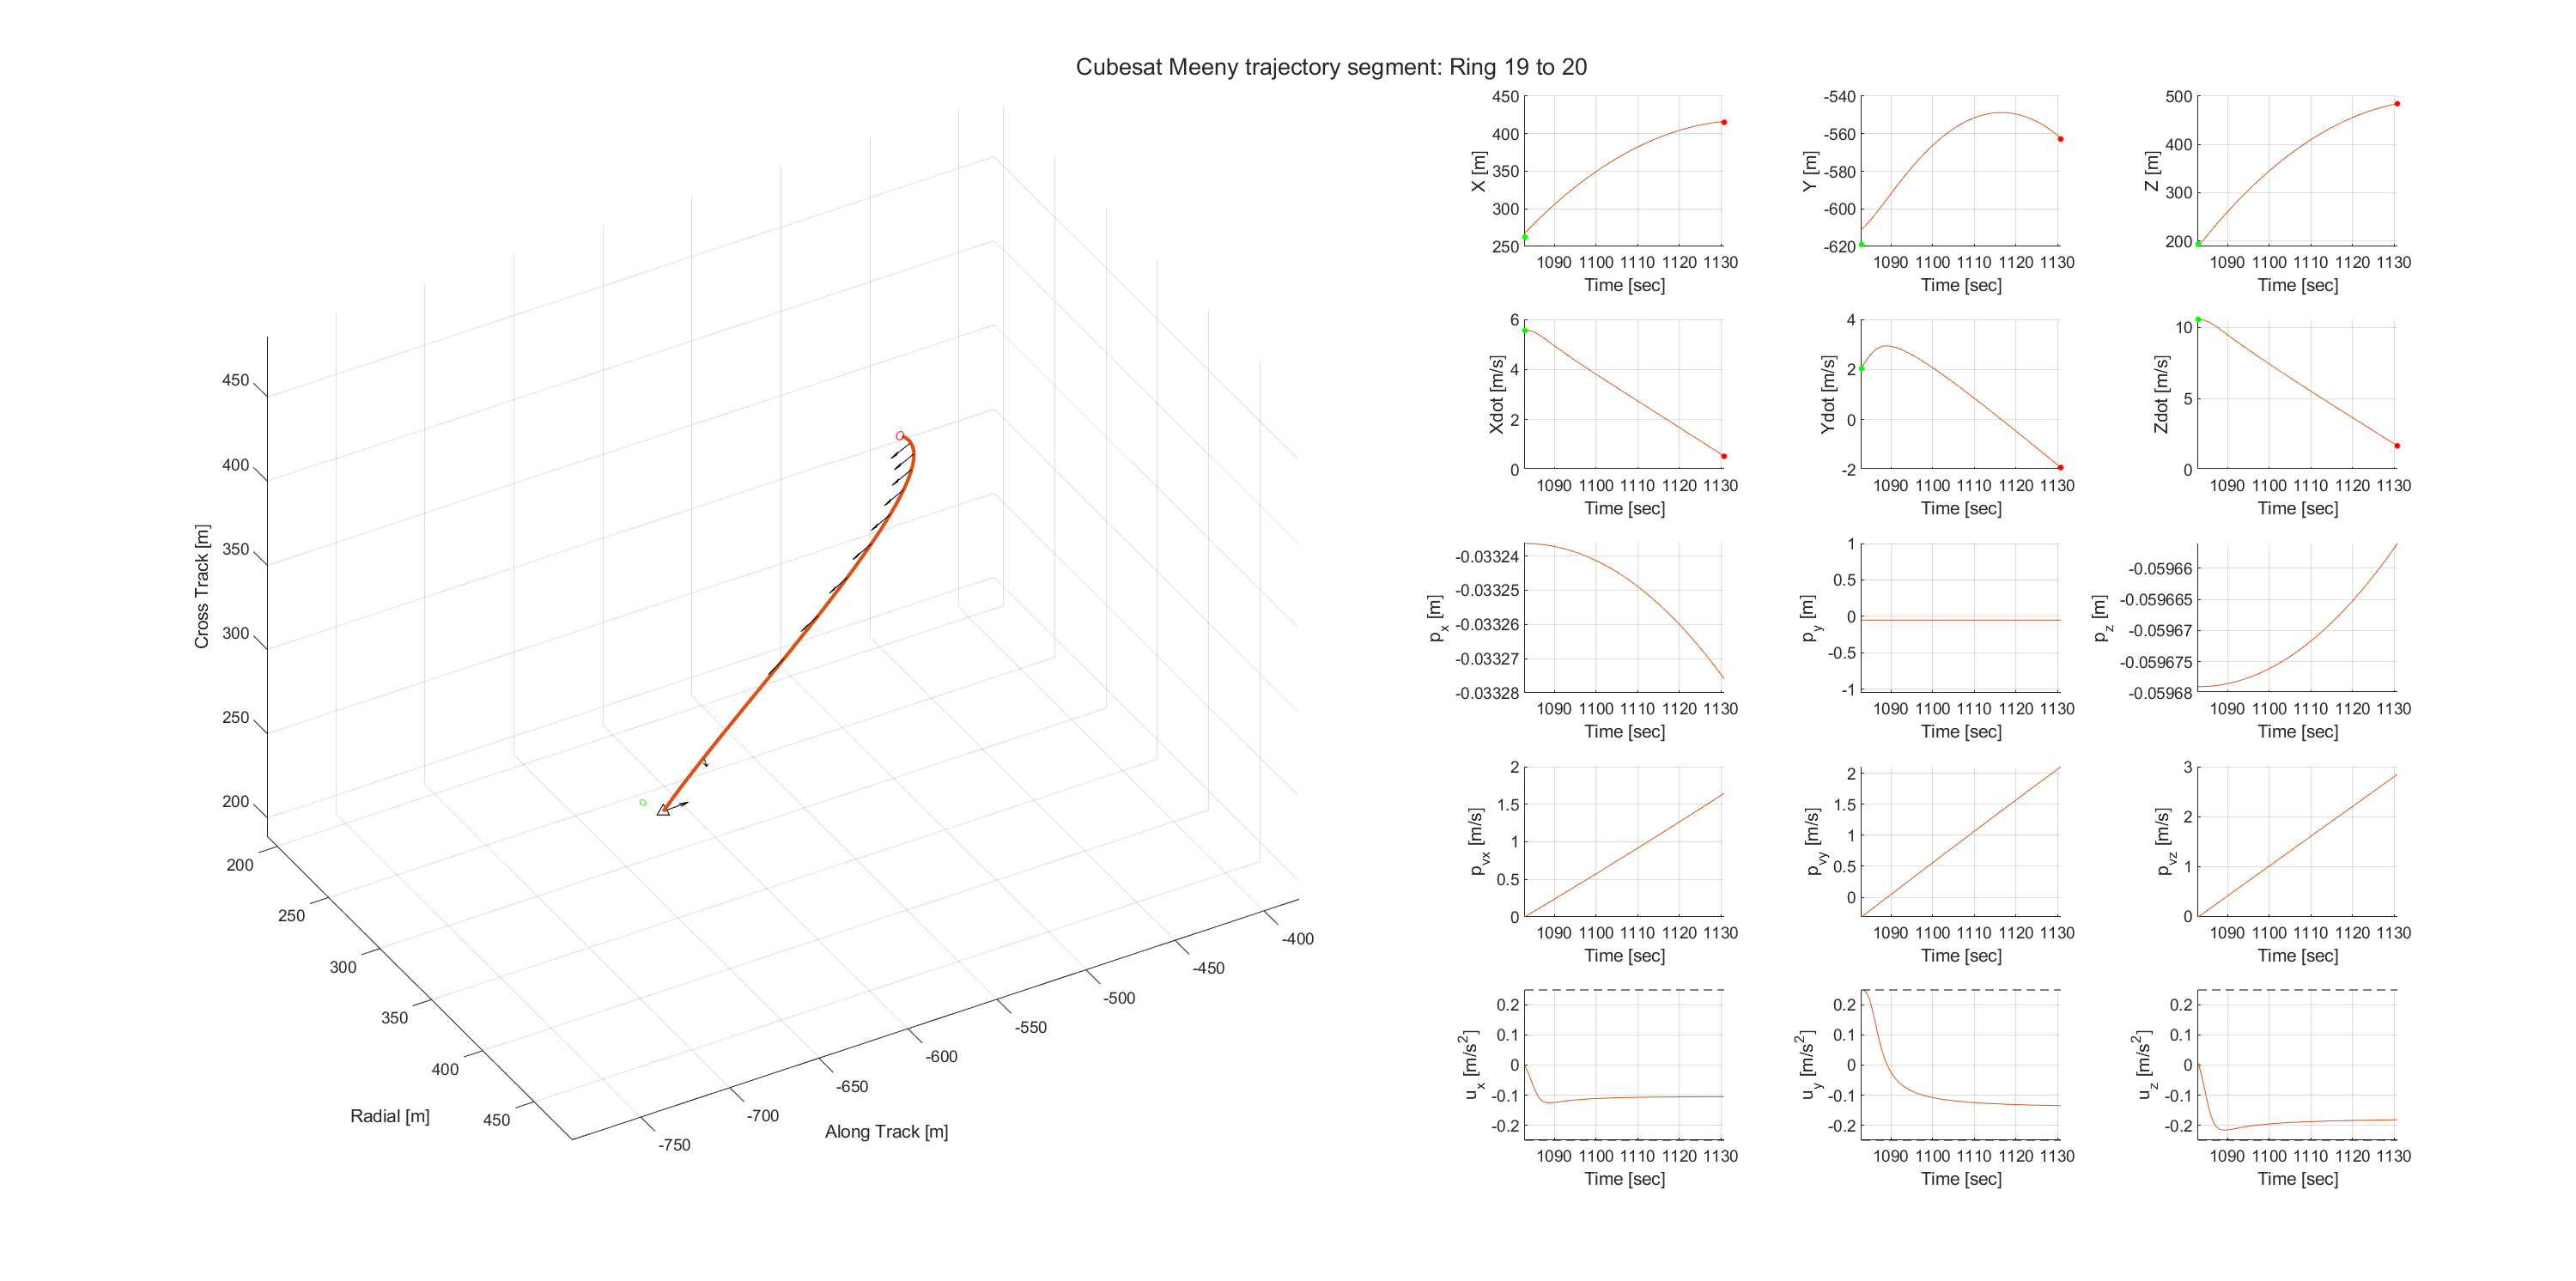 Cubesat Meeny trajectory segment: Ring 19 to 20
Cross Track [m]
450
400
350
300
250
200
Radial [m]
200
250
300
350
400
450
Along Track [m]
-750
-700
-650
-600
-550
-500
-450
-400
X [m]
450
400
350
300
250
1090 1100 1110 1120 1130
Time [sec]
Y [m]
-540
-560
-580
-600
-620
1090 1100 1110 1120 1130
Time [sec]
Z [m]
500
400
300
200
1090 1100 1110 1120 1130
Time [sec]
Xdot [m/s]
6
4
2
0
1090 1100 1110 1120 1130
Time [sec]
Ydot [m/s]
4
2
0
-2
1090 1100 1110 1120 1130
Time [sec]
Zdot [m/s]
10
5
0
1090 1100 1110 1120 1130
Time [sec]
p_x [m]
-0.03324
-0.03325
-0.03326
-0.03327
-0.03328
1090 1100 1110 1120 1130
Time [sec]
p_y [m]
1
0.5
0
-0.5
-1
1090 1100 1110 1120 1130
Time [sec]
p_z [m]
-0.05966
-0.059665
-0.05967
-0.059675
-0.05968
1090 1100 1110 1120 1130
Time [sec]
p_vx [m/s]
2
1.5
1
0.5
0
1090 1100 1110 1120 1130
Time [sec]
p_vy [m/s]
2
1.5
1
0.5
0
1090 1100 1110 1120 1130
Time [sec]
p_vz [m/s]
3
2
1
0
1090 1100 1110 1120 1130
Time [sec]
u_x [m/s²]
0.2
0.1
0
-0.1
-0.2
1090 1100 1110 1120 1130
Time [sec]
u_y [m/s²]
0.2
0.1
0
-0.1
-0.2
1090 1100 1110 1120 1130
Time [sec]
u_z [m/s²]
0.2
0.1
0
-0.1
-0.2
1090 1100 1110 1120 1130
Time [sec]